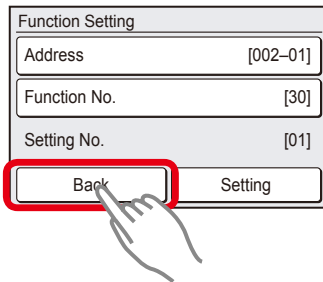 Function Setting
Address [002–01]
Function No. [30]
Setting No. [01]
Back Setting